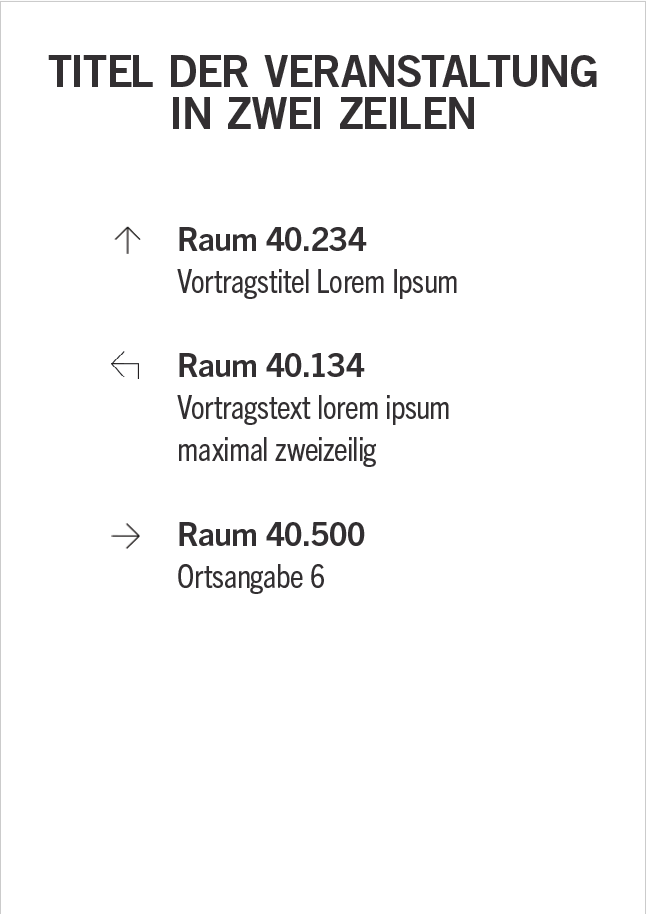 TITEL DER VERANSTALTUNG
IN ZWEI ZEILEN
Raum 40.234
Vortragstitel Lorem Ipsum
Raum 40.134
Vortragstext lorem ipsum
maximal zweizeilig
Raum 40.500
Ortsangabe 6